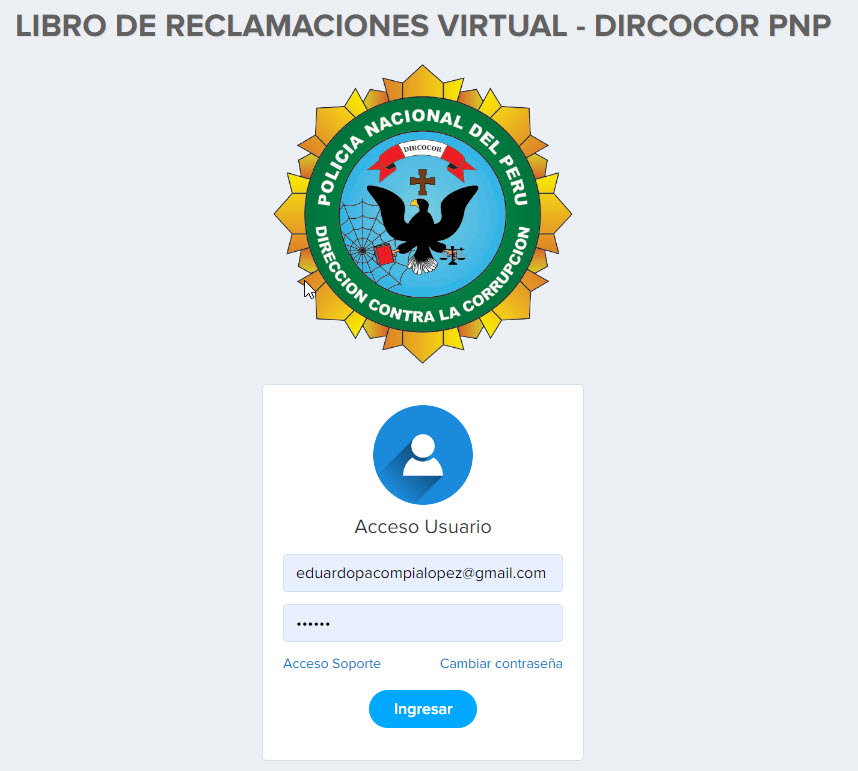 LIBRO DE RECLAMACIONES VIRTUAL - DIRCOCOR PNP
POLICIA NACIONAL DEL PERU
DIRCOCOR
DIRECCION CONTRA LA CORRUPCION
Acceso Usuario
eduardopacompialopez@gmail.com
••••••
Acceso Soporte
Cambiar contraseña
Ingresar